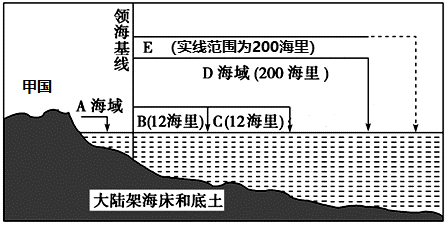 领海基线
E (实线范围为200海里)
D 海域 (200 海里)
甲国
A 海域
B(12海里)
C(12海里)
大陆架海床和底土